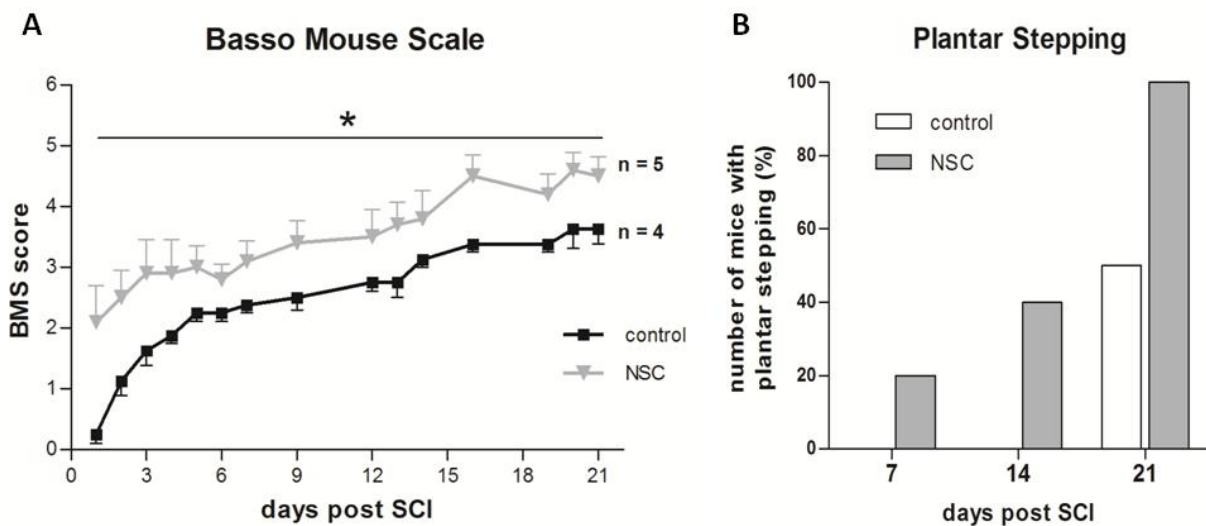 A
Basso Mouse Scale
BMS score
6
5
4
3
2
1
0
*
n = 5
n = 4
control
NSC
0 3 6 9 12 15 18 21
days post SCI
B
Plantar Stepping
number of mice with
plantar stepping (%)
100
80
60
40
20
0
control
NSC
7 14 21
days post SCI